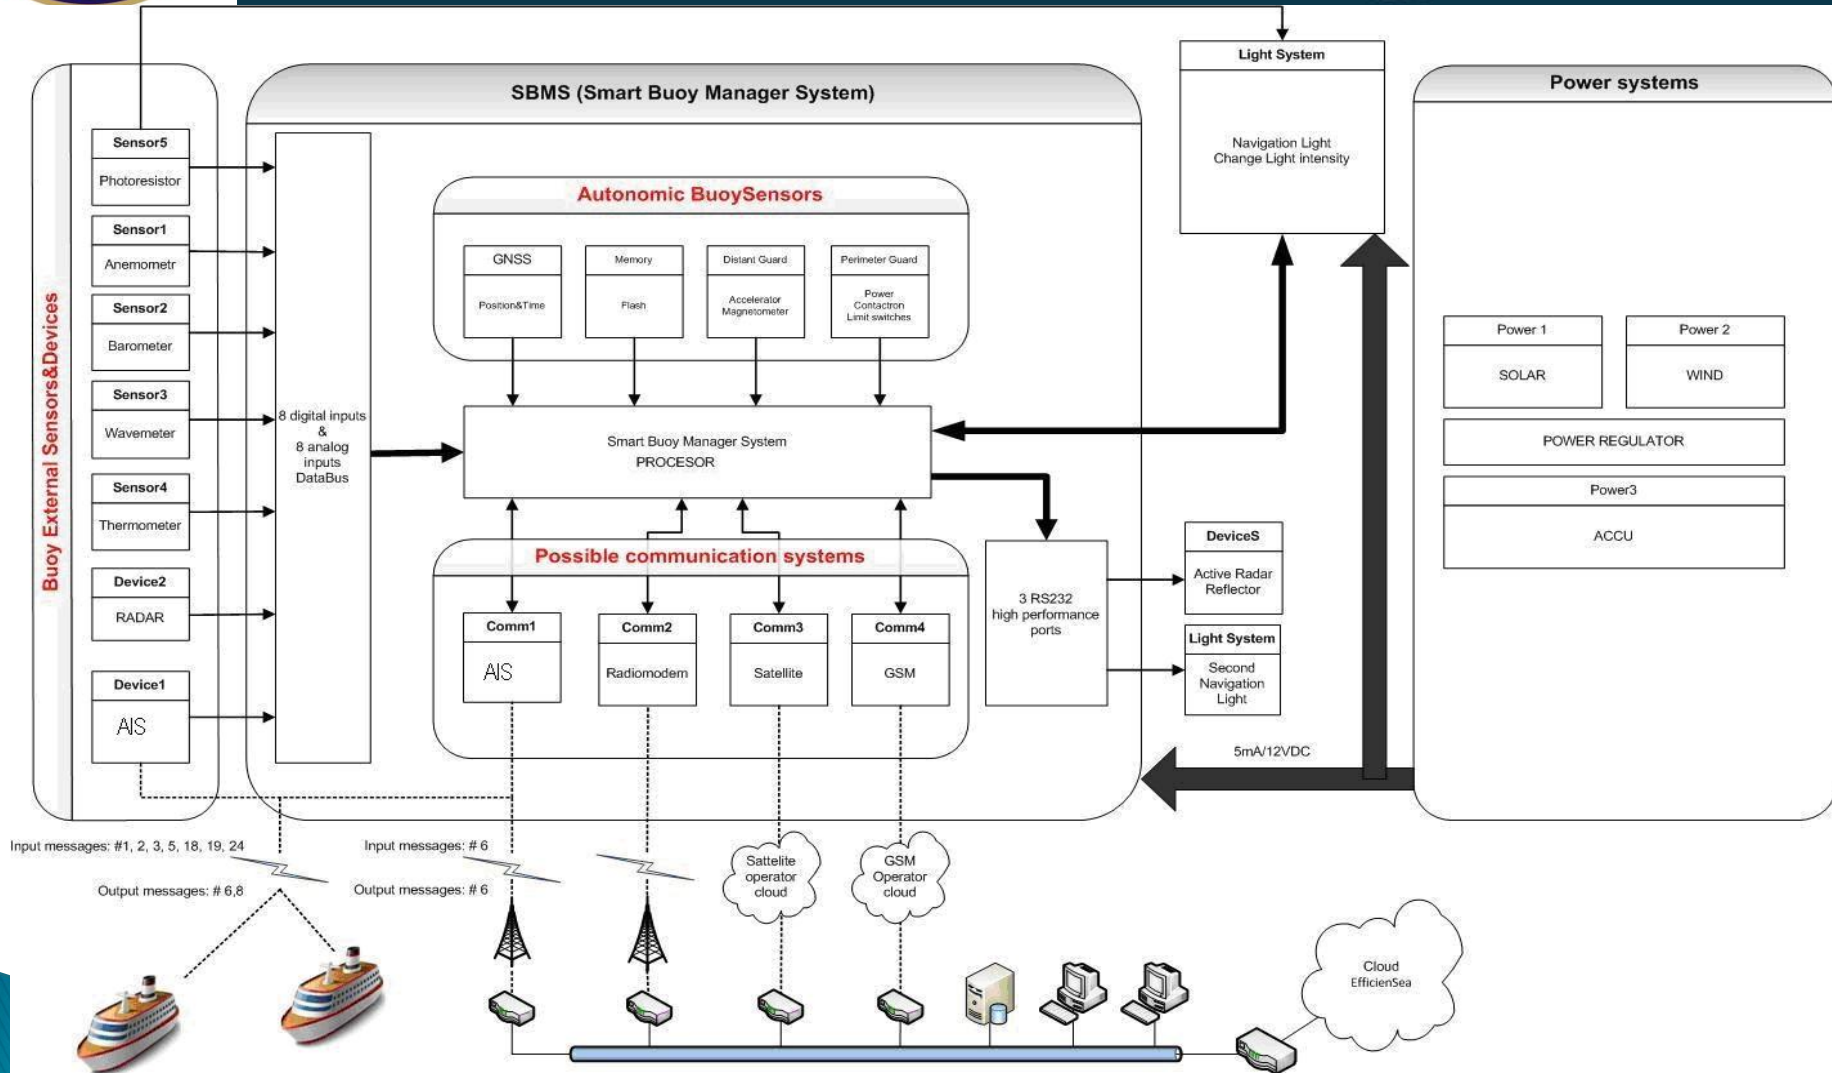 Light System
Navigation Light
Change Light intensity
SBMS (Smart Buoy Manager System)
Power systems
Buoy External Sensors&Devices
Sensor5
Photoresistor
Sensor1
Anemometr
Sensor2
Barometer
Sensor3
Wavemeter
Sensor4
Thermometer
Device2
RADAR
Device1
AIS
8 digital inputs
&
8 analog
inputs
DataBus
Autonomic BuoySensors
GNSS
Position&Time
Memory
Flash
Distant Guard
Accelerator
Magnetometer
Perimeter Guard
Power
Contactron
Limit switches
Smart Buoy Manager System
PROCESOR
Possible communication systems
Comm1
AIS
Comm2
Radiomodem
Comm3
Satellite
Comm4
GSM
3 RS232
high performance
ports
DeviceS
Active Radar
Reflector
Light System
Second
Navigation
Light
5mA/12VDC
Power 1
SOLAR
Power 2
WIND
POWER REGULATOR
Power3
ACCU
Input messages: #1, 2, 3, 5, 18, 19, 24
Output messages: # 6,8
Input messages: # 6
Output messages: # 6
Sattelite
operator
cloud
GSM
Operator
cloud
Cloud
EfficienSea